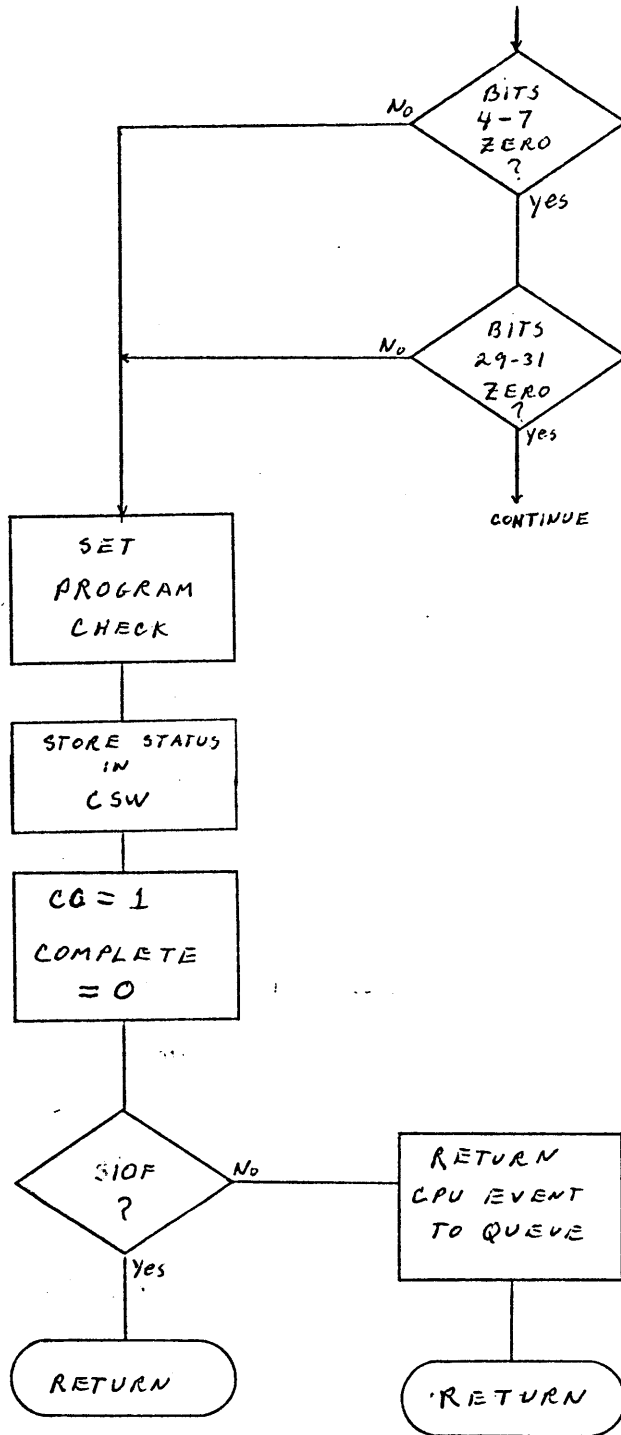 BITS
4-7
ZERO
?
No
yes
BITS
29-31
ZERO
?
No
yes
CONTINUE
SET
PROGRAM
CHECK
STORE STATUS
IN
CSW
CC = 1
COMPLETE
= 0
SIOF
?
No
Yes
RETURN
CPU EVENT
TO QUEUE
RETURN
RETURN